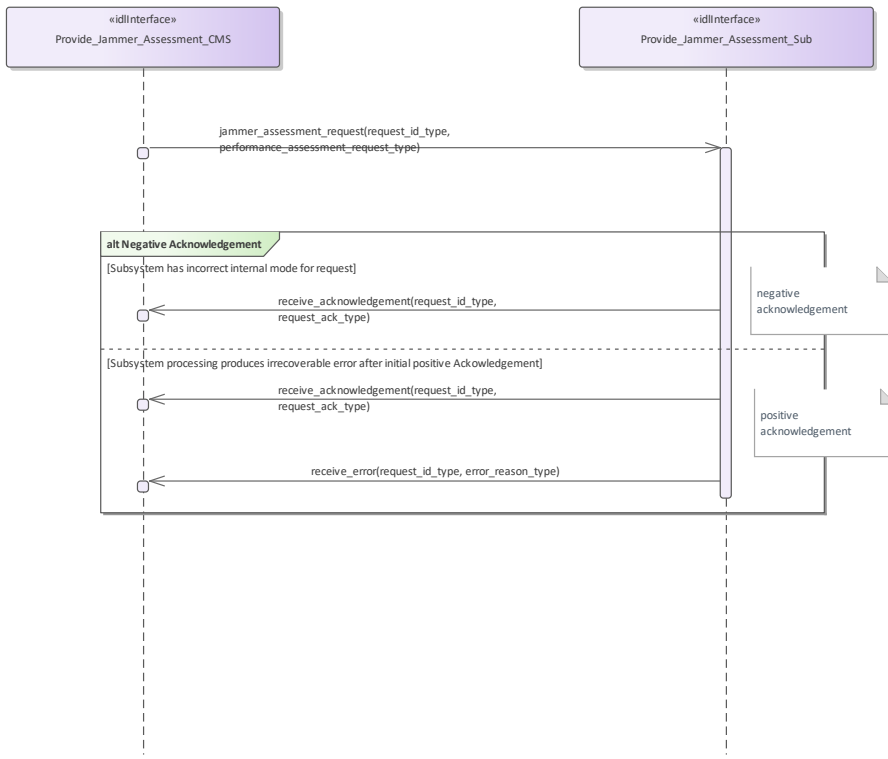 «idlInterface»
Provide_Jammer_Assessment_CMS
«idlInterface»
Provide_Jammer_Assessment_Sub
jammer_assessment_request(request_id_type,
performance_assessment_request_type)
alt Negative Acknowledgement
[Subsystem has incorrect internal mode for request]
negative
acknowledgement
receive_acknowledgement(request_id_type,
request_ack_type)
[Subsystem processing produces irrecoverable error after initial positive Ackowledgement]
receive_acknowledgement(request_id_type,
request_ack_type)
positive
acknowledgement
receive_error(request_id_type, error_reason_type)